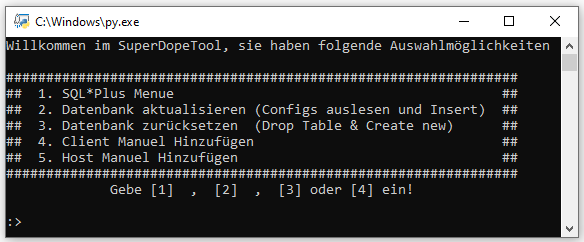 C:\Windows\py.exe
Willkommen im SuperDopeTool, sie haben folgende Auswahlmöglichkeiten
################################################################
##  1. SQL*Plus Menue                                         ##
##  2. Datenbank aktualisieren (Configs auslesen und Insert)  ##
##  3. Datenbank zurücksetzen  (Drop Table & Create new)      ##
##  4. Client Manuel Hinzufügen                               ##
##  5. Host Manuel Hinzufügen                                 ##
################################################################
Gebe [1]  ,  [2]  ,  [3] oder [4] ein!
:>